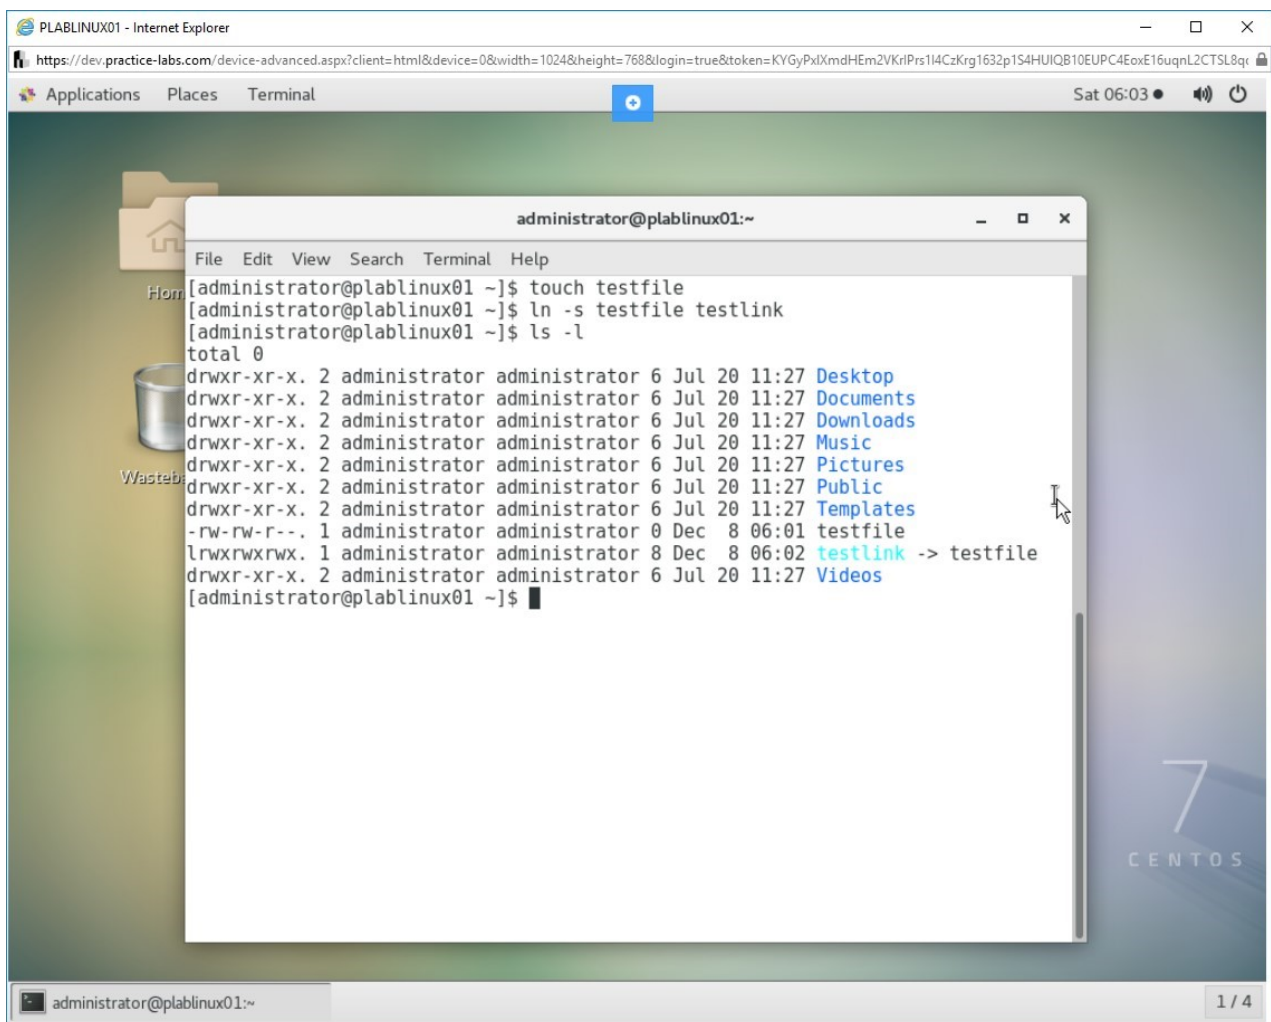 PLABLINUX01 - Internet Explorer
https://dev.practice-labs.com/device-advanced.aspx?client=html&device=0&width=1024&height=768&login=true&token=
Applications Places Terminal Sat 06:03
administrator@plablinux01:~
File Edit View Search Terminal Help
[administrator@plablinux01 ~]$ touch testfile
[administrator@plablinux01 ~]$ ln -s testfile testlink
[administrator@plablinux01 ~]$ ls -l
total 0
drwxr-xr-x. 2 administrator administrator 6 Jul 20 11:27 Desktop
drwxr-xr-x. 2 administrator administrator 6 Jul 20 11:27 Documents
drwxr-xr-x. 2 administrator administrator 6 Jul 20 11:27 Downloads
drwxr-xr-x. 2 administrator administrator 6 Jul 20 11:27 Music
drwxr-xr-x. 2 administrator administrator 6 Jul 20 11:27 Pictures
drwxr-xr-x. 2 administrator administrator 6 Jul 20 11:27 Public
drwxr-xr-x. 2 administrator administrator 6 Jul 20 11:27 Templates
-rw-rw-r--. 1 administrator administrator 0 Dec  8 06:01 testfile
lrwxrwxrwx. 1 administrator administrator 8 Dec  8 06:02 testlink -> testfile
drwxr-xr-x. 2 administrator administrator 6 Jul 20 11:27 Videos
[administrator@plablinux01 ~]$
Hom
Wasteb
7
CENTOS
administrator@plablinux01:~ 1 / 4